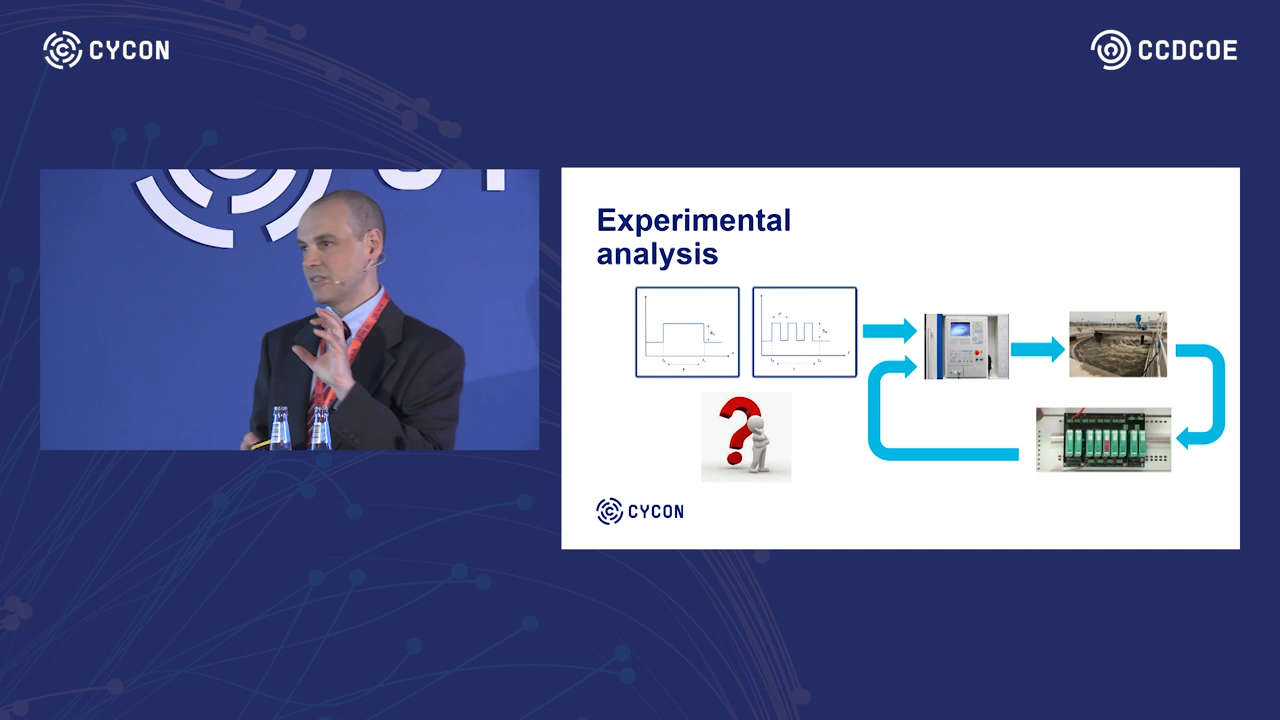 CYCON
CCDCOE
Experimental
analysis
CYCON